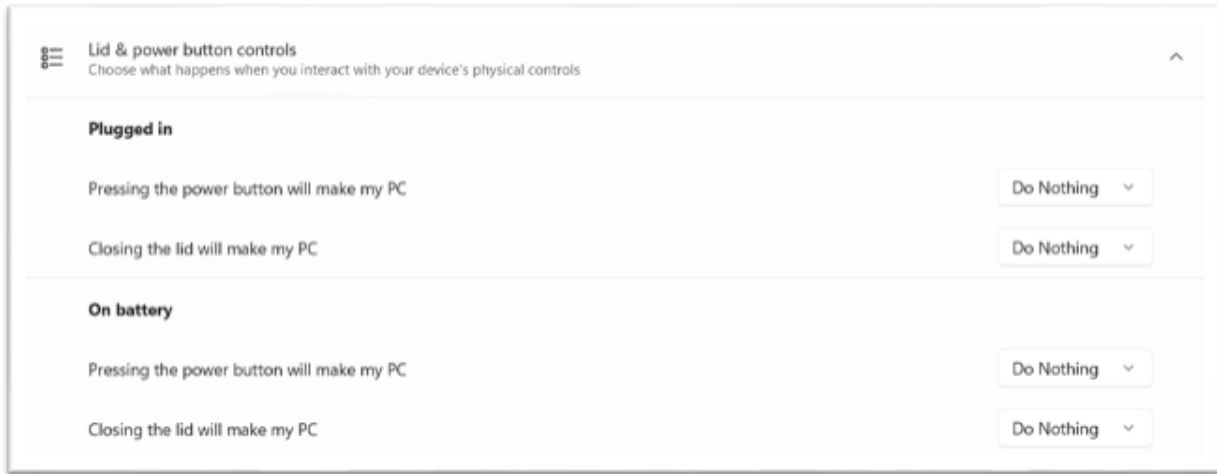 Lid & power button controls
Choose what happens when you interact with your device's physical controls
Plugged in
Pressing the power button will make my PC Do Nothing
Closing the lid will make my PC Do Nothing
On battery
Pressing the power button will make my PC Do Nothing
Closing the lid will make my PC Do Nothing